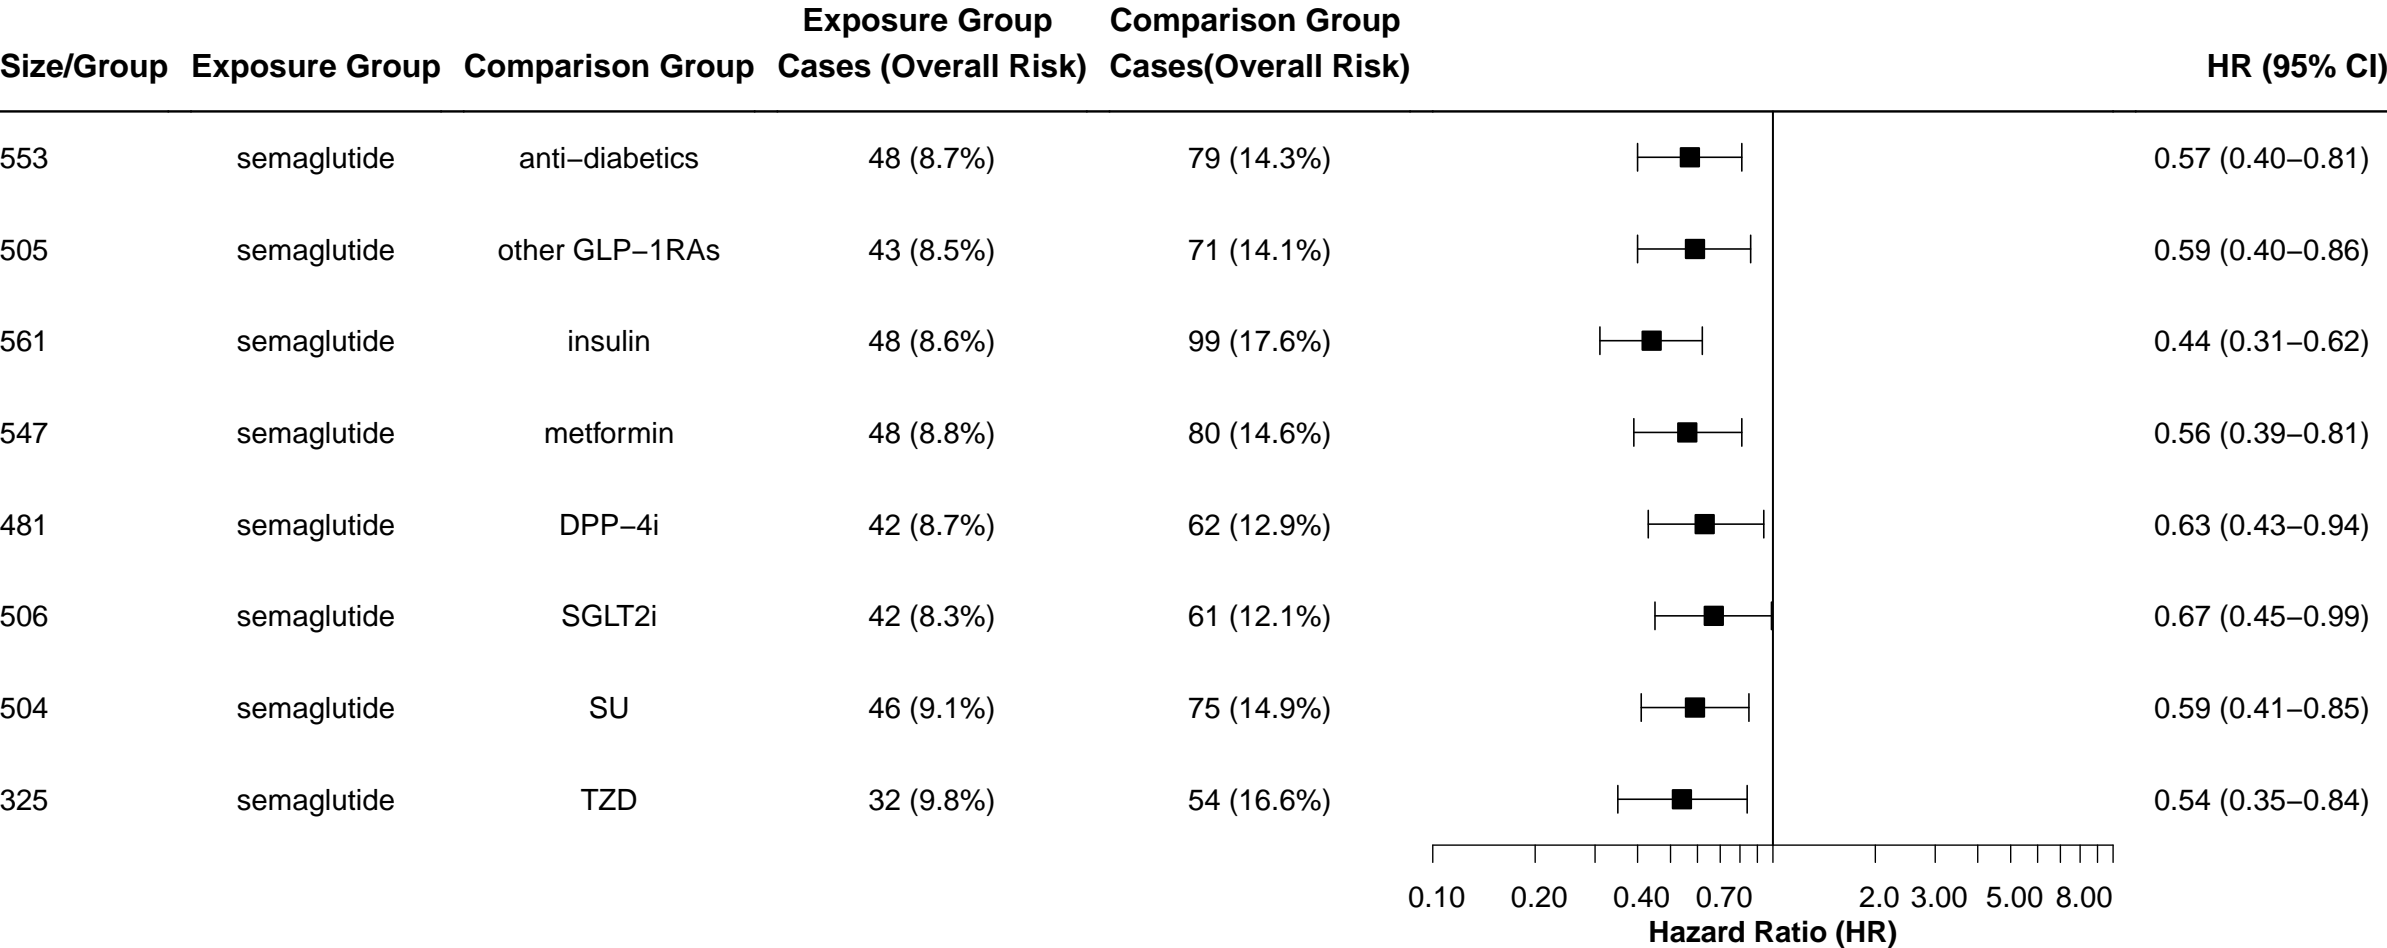 Exposure Group Comparison Group
Size/Group Exposure Group Comparison Group Cases (Overall Risk) Cases(Overall Risk) HR (95% CI)
553 semaglutide anti−diabetics 48 (8.7%) 79 (14.3%) 0.57 (0.40−0.81)
505 semaglutide other GLP−1RAs 43 (8.5%) 71 (14.1%) 0.59 (0.40−0.86)
561 semaglutide insulin 48 (8.6%) 99 (17.6%) 0.44 (0.31−0.62)
547 semaglutide metformin 48 (8.8%) 80 (14.6%) 0.56 (0.39−0.81)
481 semaglutide DPP−4i 42 (8.7%) 62 (12.9%) 0.63 (0.43−0.94)
506 semaglutide SGLT2i 42 (8.3%) 61 (12.1%) 0.67 (0.45−0.99)
504 semaglutide SU 46 (9.1%) 75 (14.9%) 0.59 (0.41−0.85)
325 semaglutide TZD 32 (9.8%) 54 (16.6%) 0.54 (0.35−0.84)
0.10 0.20 0.40 0.70 2.0 3.00 5.00 8.00
Hazard Ratio (HR)